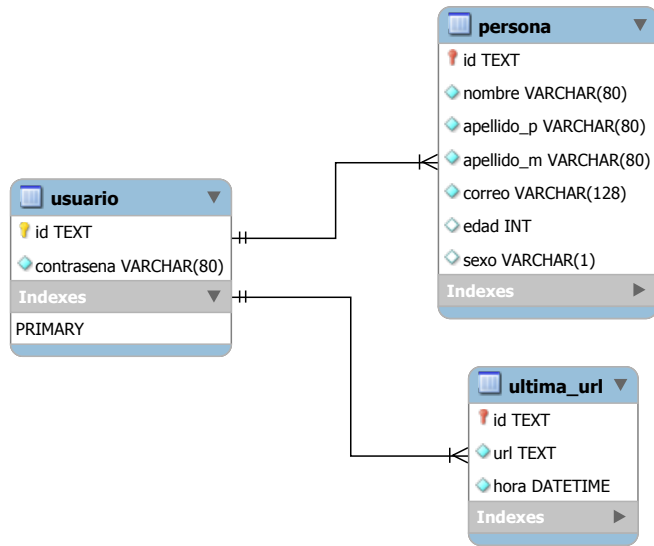 persona
id TEXT
nombre VARCHAR(80)
apellido_p VARCHAR(80)
apellido_m VARCHAR(80)
correo VARCHAR(128)
edad INT
sexo VARCHAR(1)
Indexes
usuario
id TEXT
contrasena VARCHAR(80)
Indexes
PRIMARY
ultima_url
id TEXT
url TEXT
hora DATETIME
Indexes